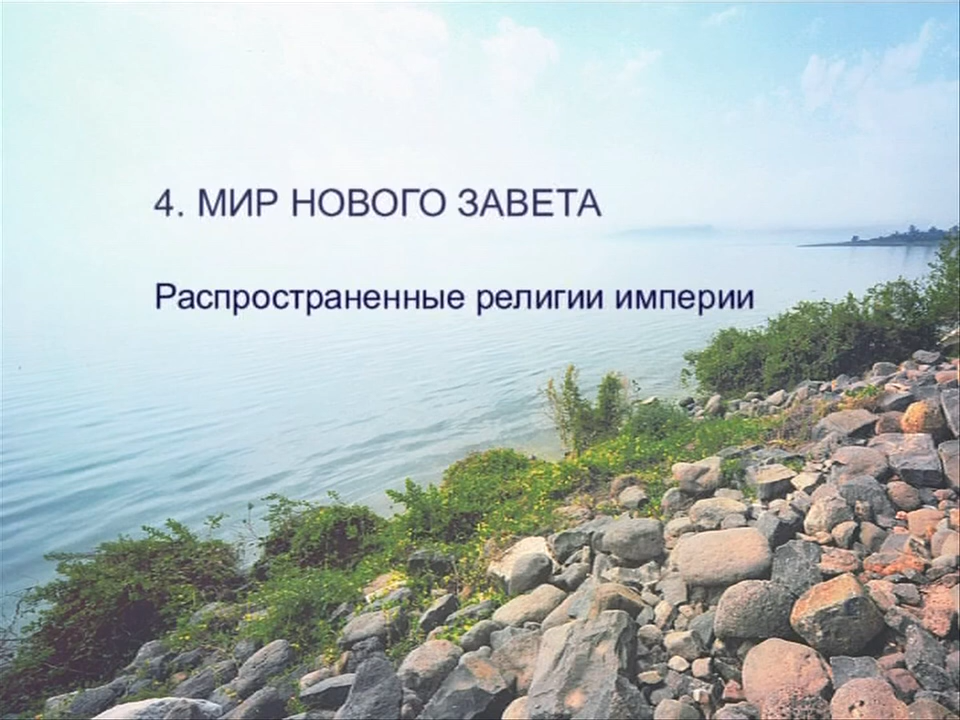 4. МИР НОВОГО ЗАВЕТА
Распространенные религии империи